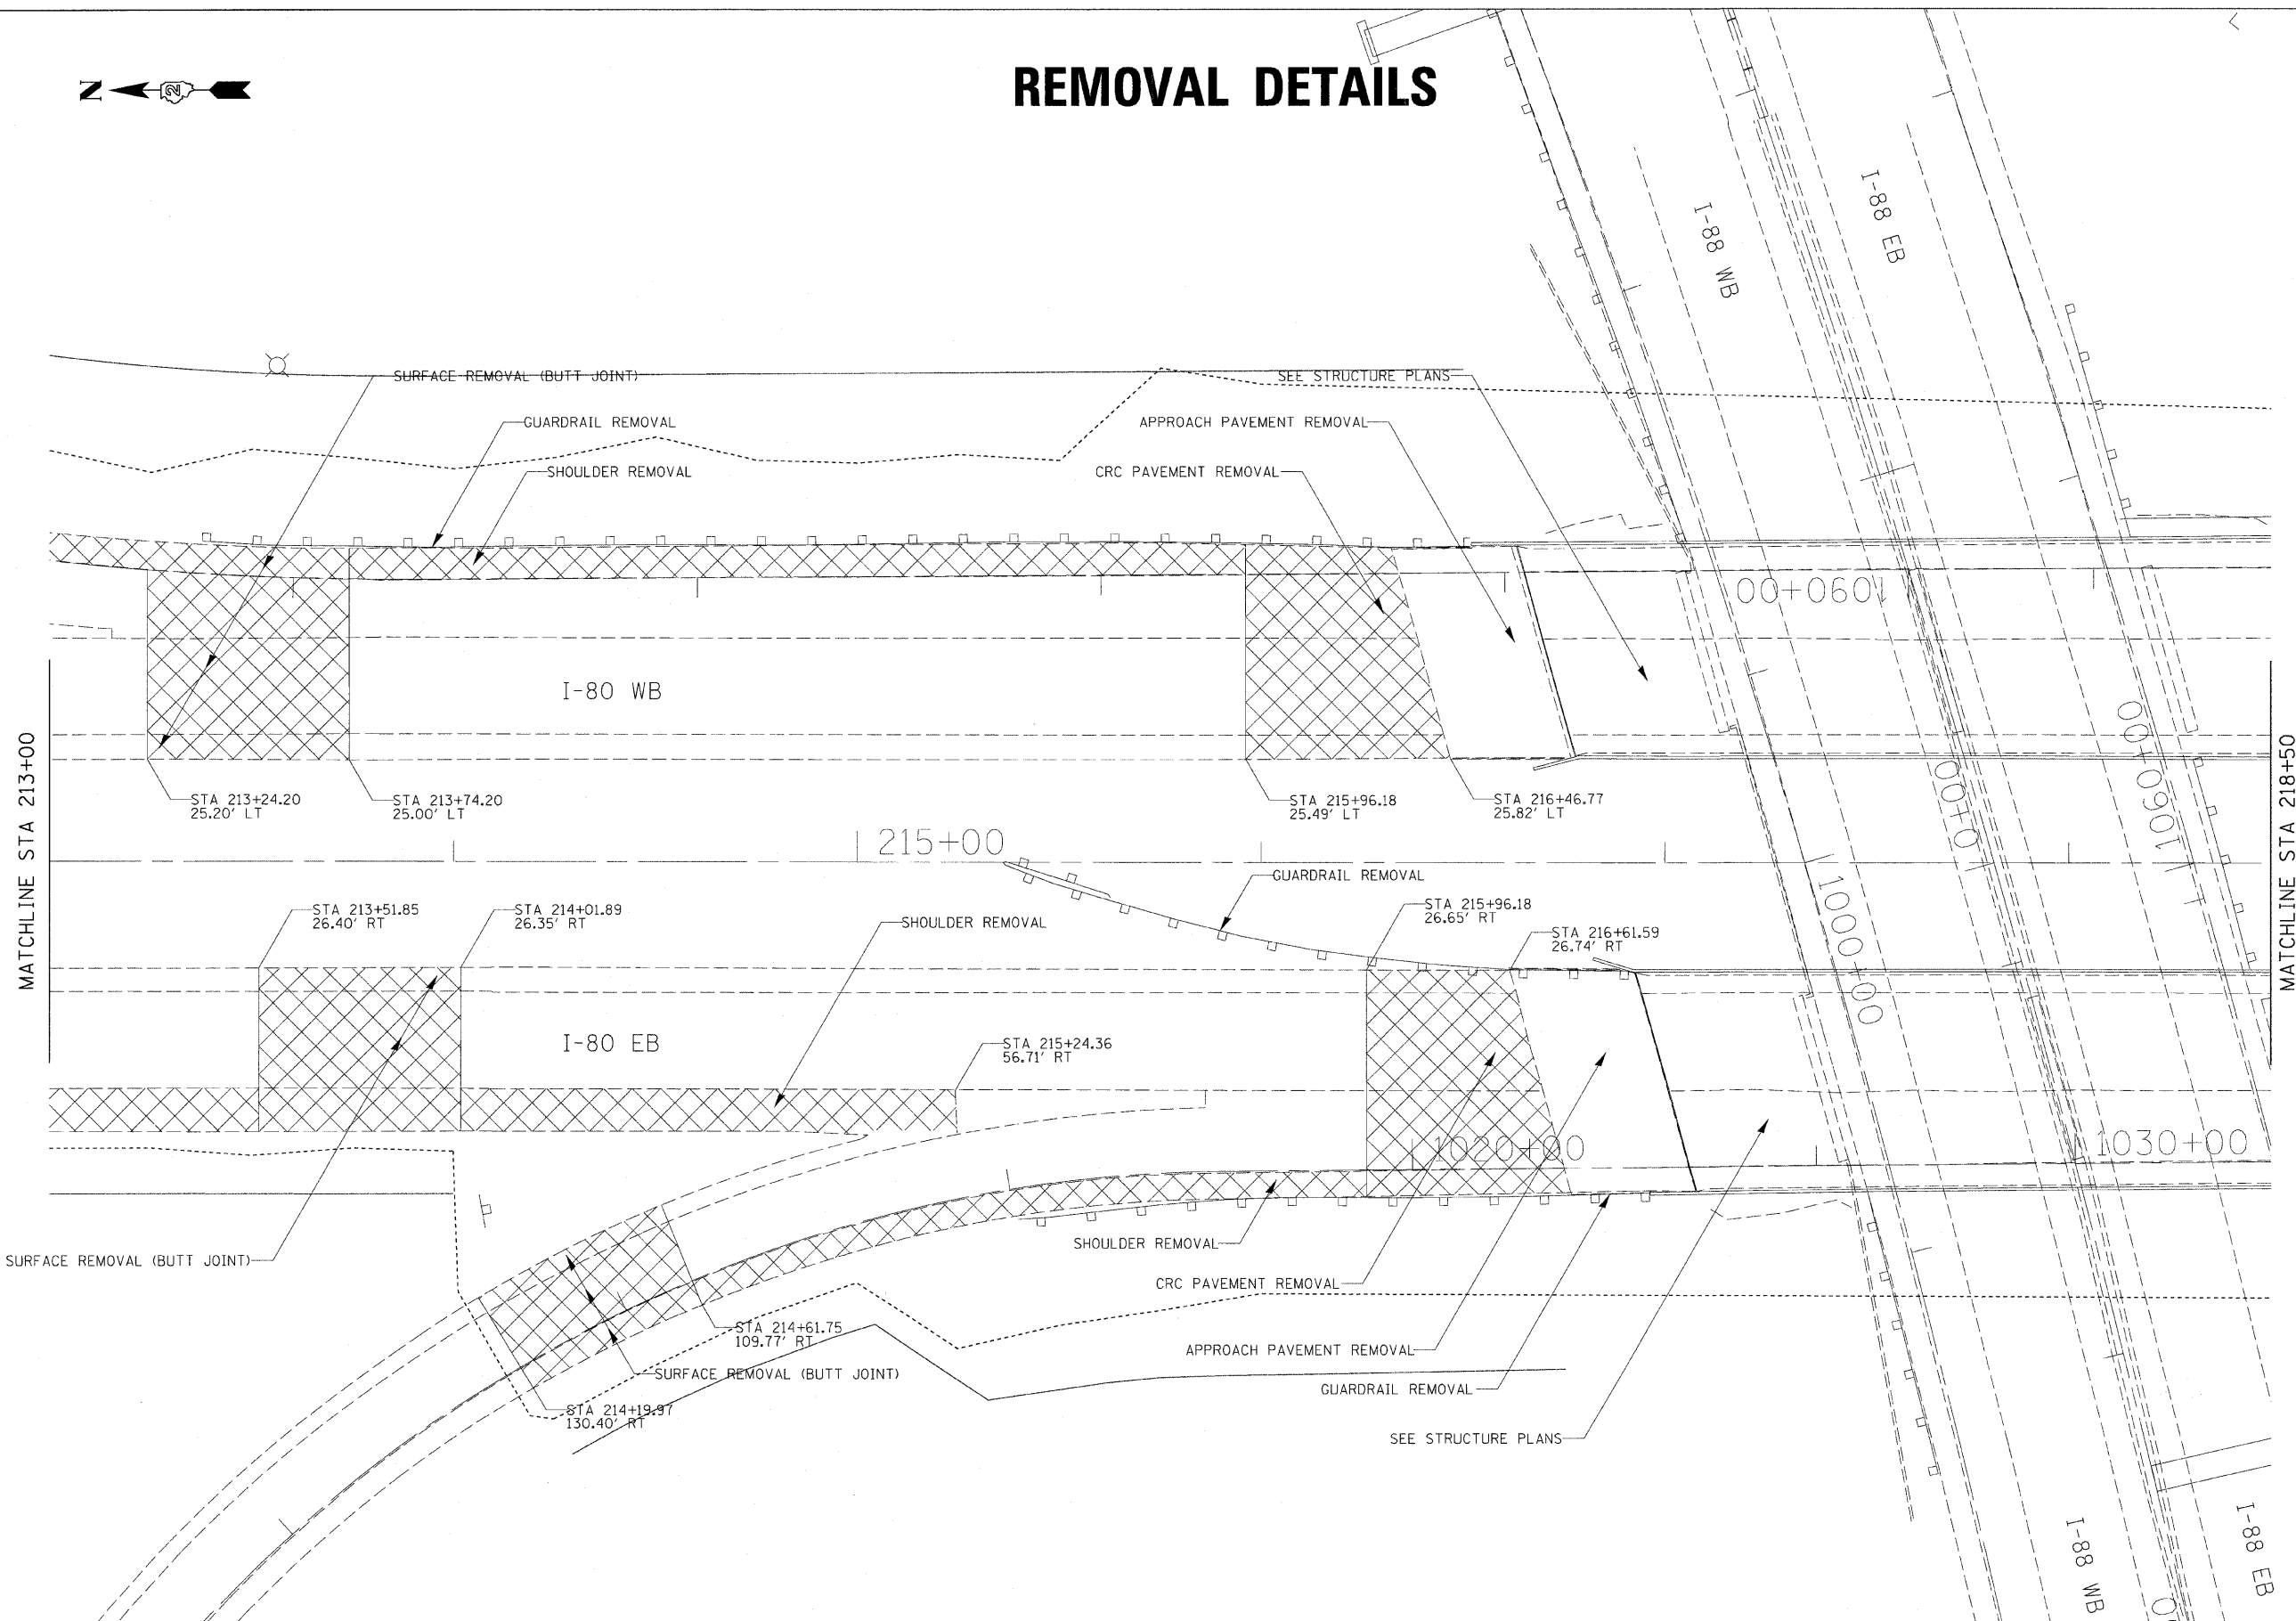 REMOVAL DETAILS
N
2
I-88 WB
I-88 EB
SURFACE REMOVAL (BUTT JOINT)
SEE STRUCTURE PLANS
GUARDRAIL REMOVAL
APPROACH PAVEMENT REMOVAL
SHOULDER REMOVAL
CRC PAVEMENT REMOVAL
1090+00
I-80 WB
MATCHLINE STA 213+00
MATCHLINE STA 218+50
STA 213+24.20
25.20' LT
STA 213+74.20
25.00' LT
STA 215+96.18
25.49' LT
STA 216+46.77
25.82' LT
1060+00
215+00
GUARDRAIL REMOVAL
1000+00
STA 213+51.85
26.40' RT
STA 214+01.89
26.35' RT
SHOULDER REMOVAL
STA 215+96.18
26.65' RT
STA 216+61.59
26.74' RT
I-80 EB
STA 215+24.36
56.71' RT
1020+00
1030+00
SURFACE REMOVAL (BUTT JOINT)
SHOULDER REMOVAL
CRC PAVEMENT REMOVAL
STA 214+61.75
109.77' RT
APPROACH PAVEMENT REMOVAL
SURFACE REMOVAL (BUTT JOINT)
GUARDRAIL REMOVAL
STA 214+19.97
130.40' RT
SEE STRUCTURE PLANS
I-88 WB
I-88 EB